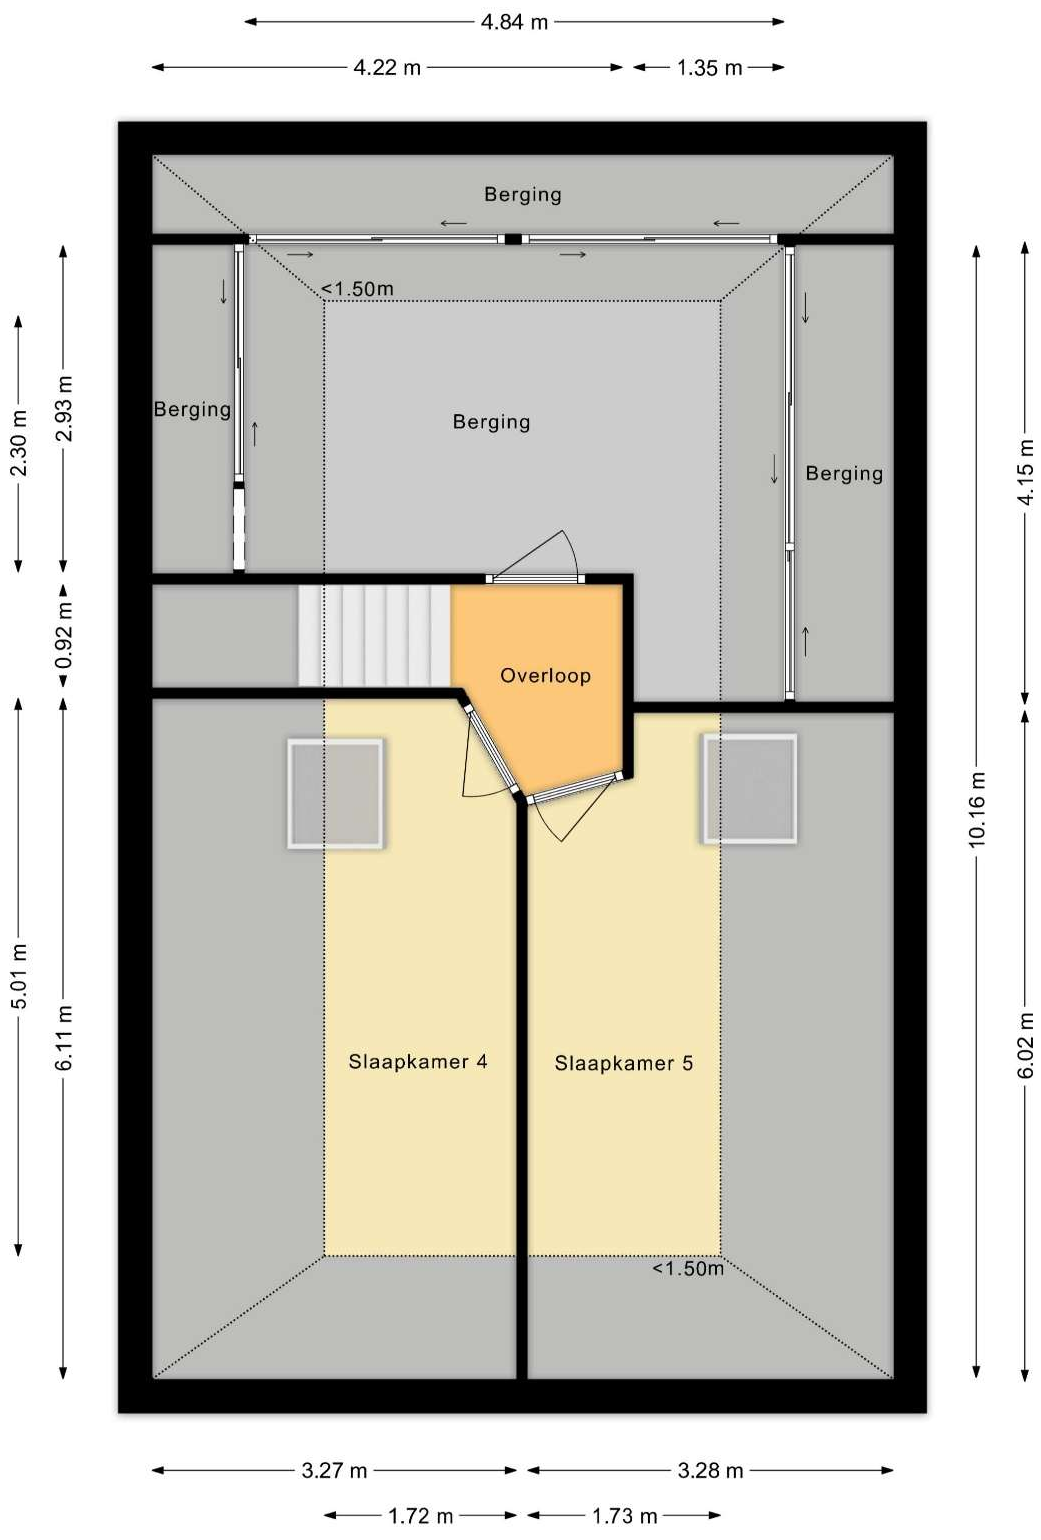 4.84 m
4.22 m
1.35 m
Berging
<1.50m
2.30 m
2.93 m
Berging
Berging
Berging
4.15 m
0.92 m
Overloop
10.16 m
5.01 m
6.11 m
6.02 m
Slaapkamer 4
Slaapkamer 5
<1.50m
3.27 m
3.28 m
1.72 m
1.73 m